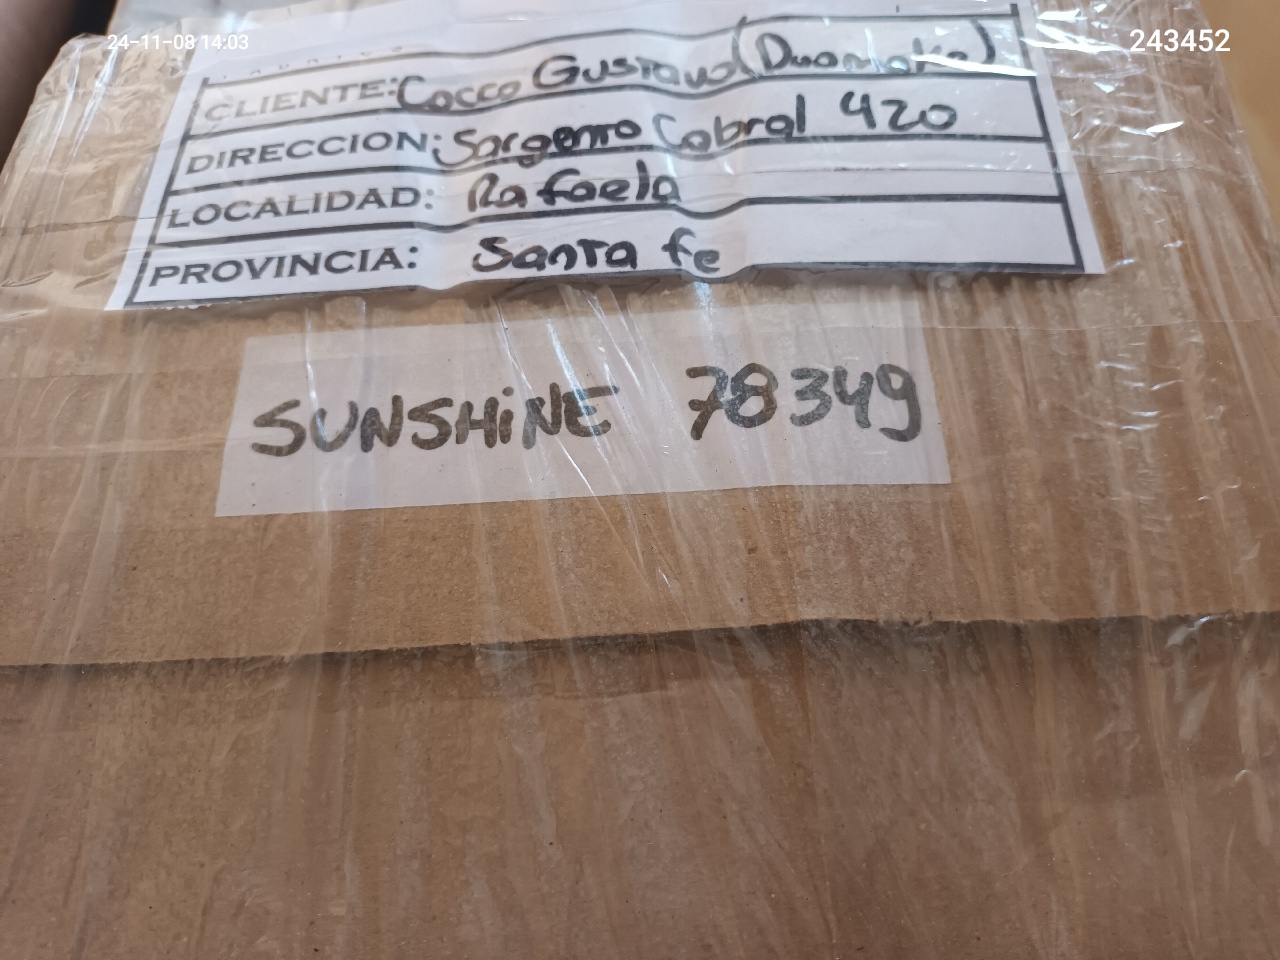 24-11-08 14:03
243452
CLIENTE: Cocco Gustavo
DIRECCION: Sargento Cabral 420
LOCALIDAD: Rafaela
PROVINCIA: Santa fe
SUNSHiNE 78349